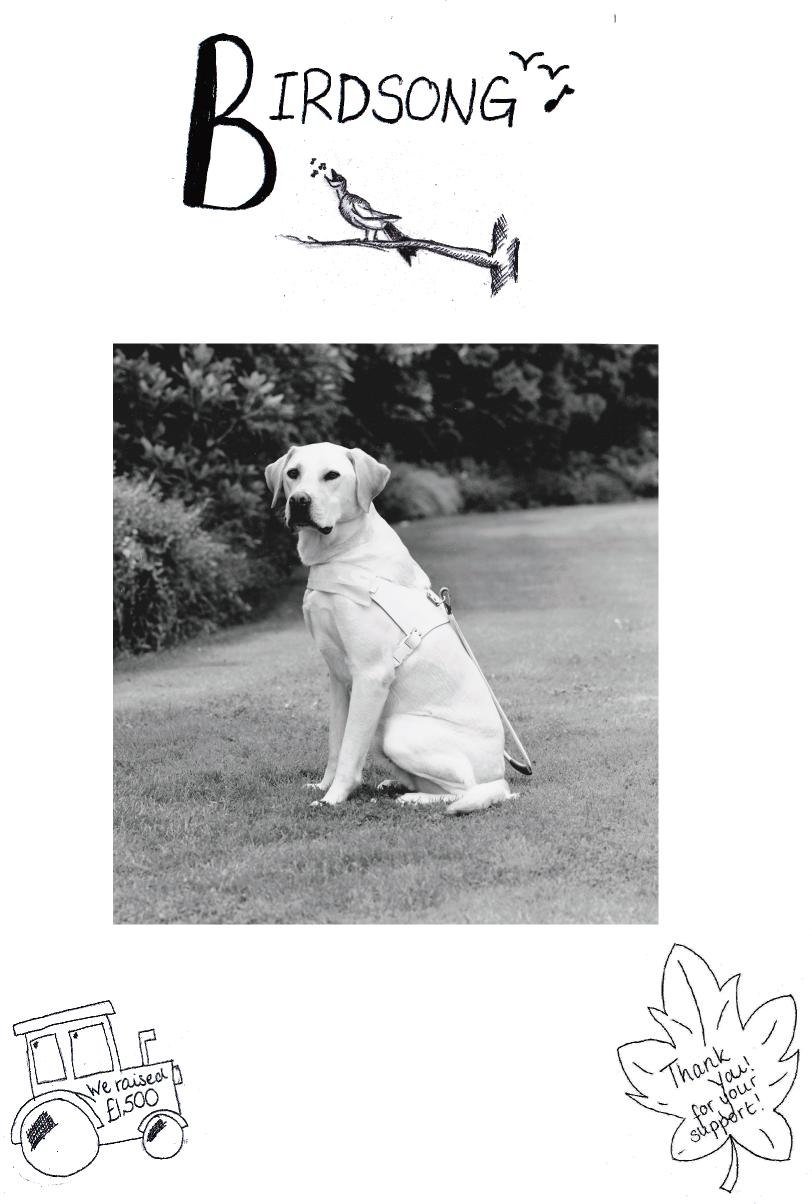 BIRDSONG
We raised
£1500
Thank
you!
for your
support!